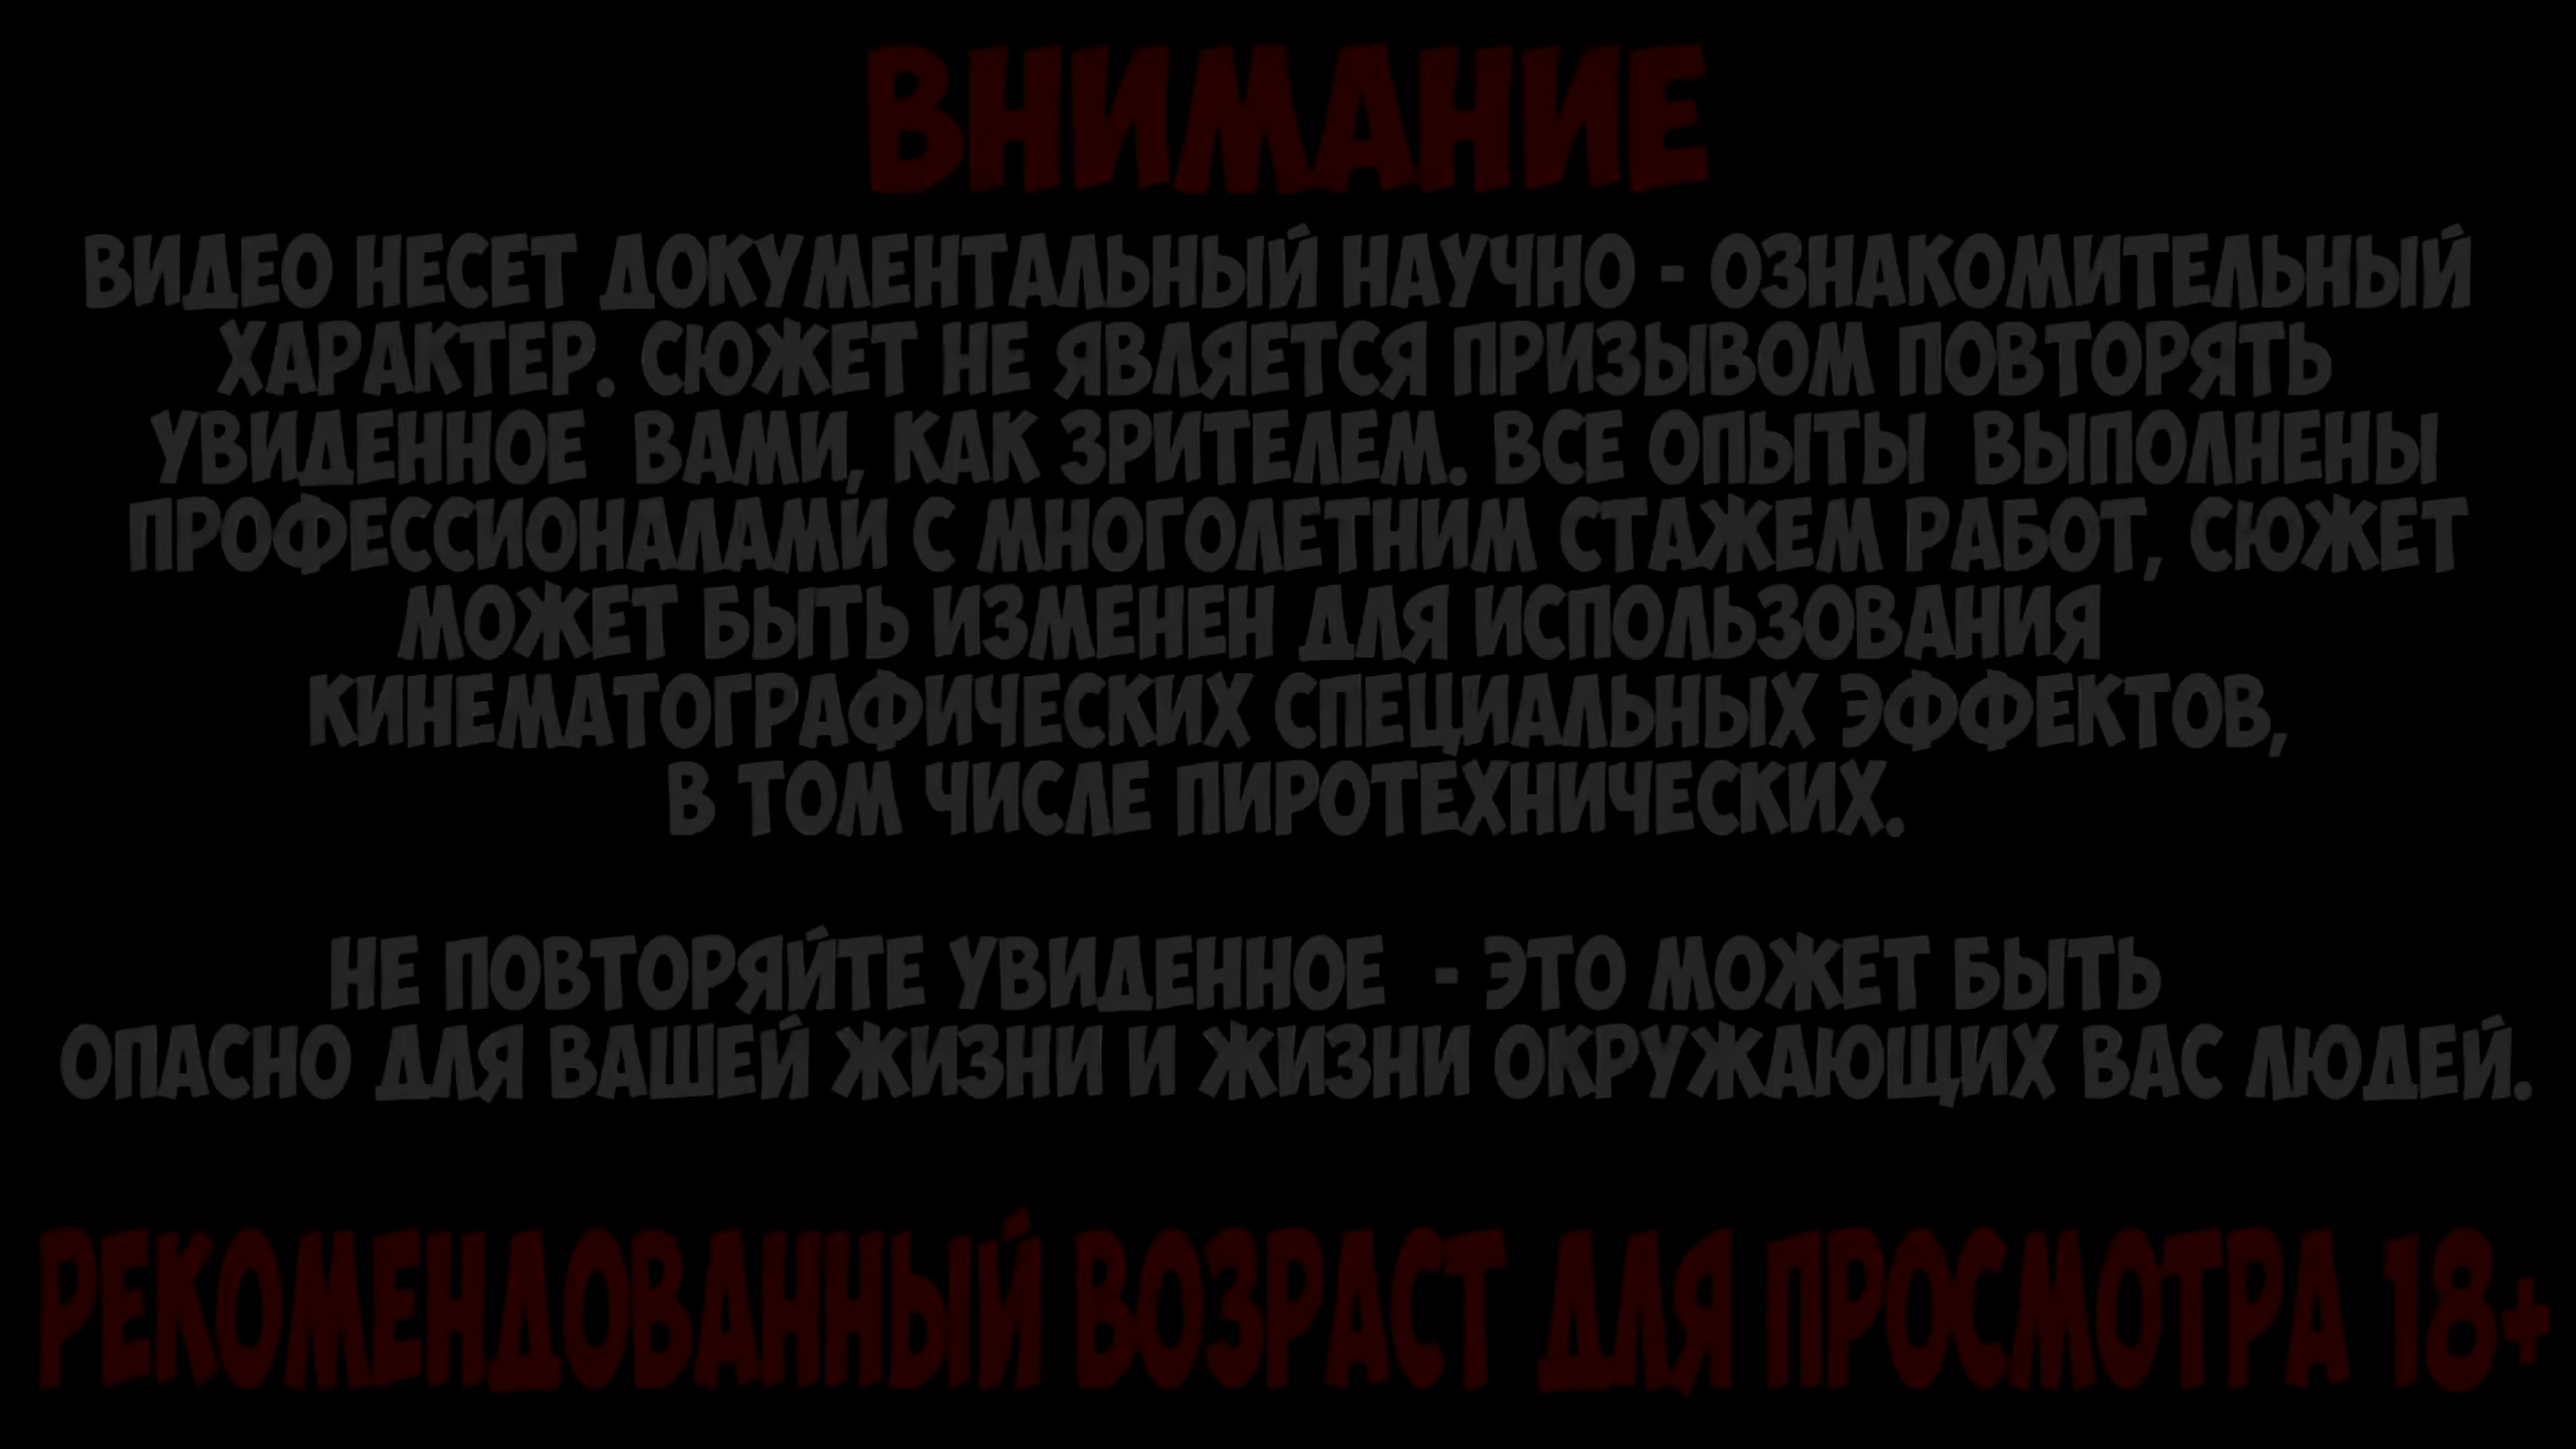 ВНИМАНИЕ
ВИДЕО НЕСЕТ ДОКУМЕНТАЛЬНЫЙ НАУЧНО - ОЗНАКОМИТЕЛЬНЫЙ
ХАРАКТЕР. СЮЖЕТ НЕ ЯВЛЯЕТСЯ ПРИЗЫВОМ ПОВТОРЯТЬ
УВИДЕННОЕ ВАМИ, КАК ЗРИТЕЛЕМ. ВСЕ ОПЫТЫ ВЫПОЛНЕНЫ
ПРОФЕССИОНАЛАМИ С МНОГОЛЕТНИМ СТАЖЕМ РАБОТ, СЮЖЕТ
МОЖЕТ БЫТЬ ИЗМЕНЕН ДЛЯ ИСПОЛЬЗОВАНИЯ
КИНЕМАТОГРАФИЧЕСКИХ СПЕЦИАЛЬНЫХ ЭФФЕКТОВ,
В ТОМ ЧИСЛЕ ПИРОТЕХНИЧЕСКИХ.
НЕ ПОВТОРЯЙТЕ УВИДЕННОЕ - ЭТО МОЖЕТ БЫТЬ
ОПАСНО ДЛЯ ВАШЕЙ ЖИЗНИ И ЖИЗНИ ОКРУЖАЮЩИХ ВАС ЛЮДЕЙ.
РЕКОМЕНДОВАННЫЙ ВОЗРАСТ ДЛЯ ПРОСМОТРА 18+